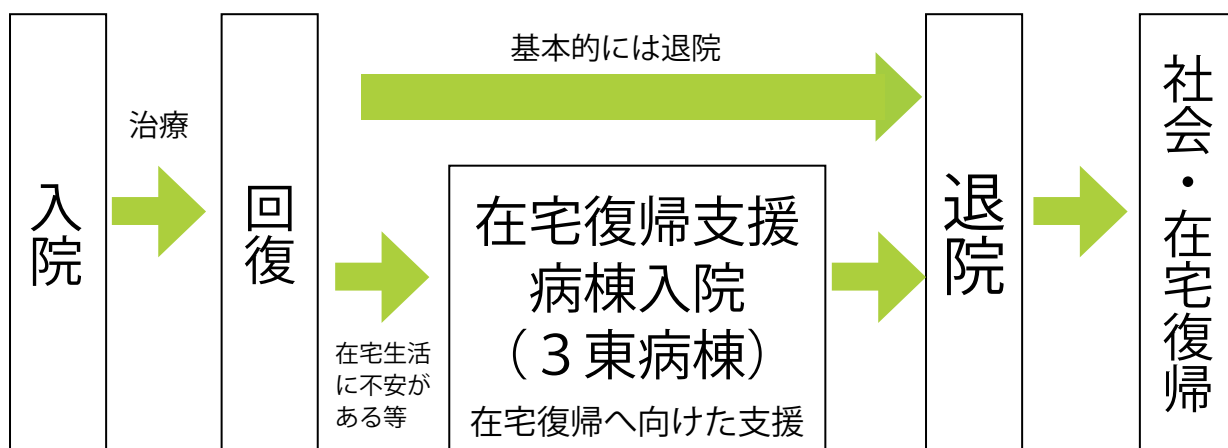 入院
治療
回復
基本的には退院
在宅生活
に不安が
ある等
在宅復帰支援
病棟入院
（３東病棟）
在宅復帰へ向けた支援
退院
社会・在宅復帰